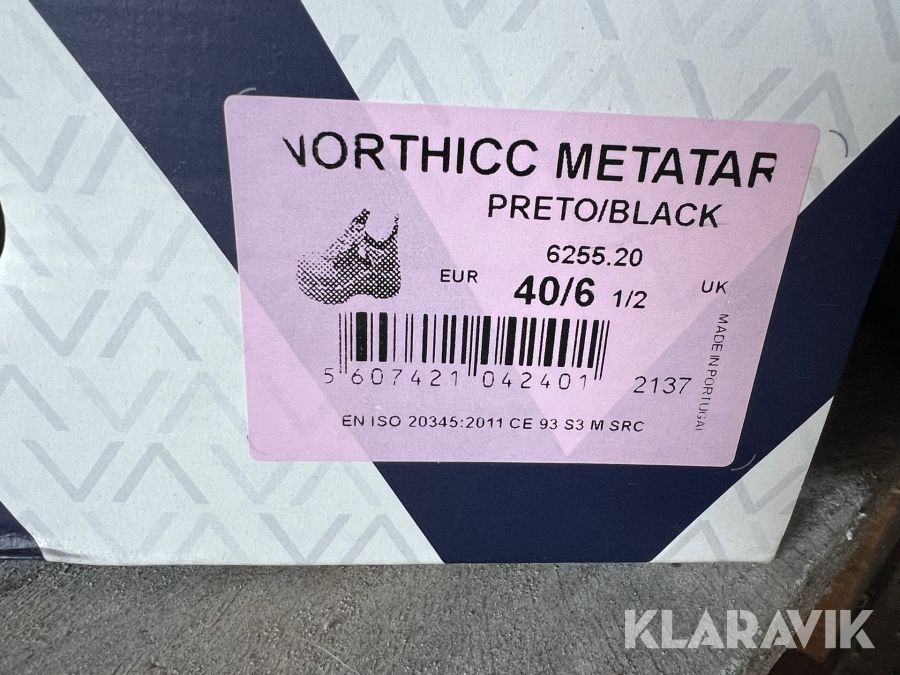 NORTHICC METATAR
PRETO/BLACK
6255.20
EUR 40/6 1/2 UK
MADE IN PORTUGAL
5 607421 042401 2137
EN ISO 20345:2011 CE 93 S3 M SRC
KLARAVIK